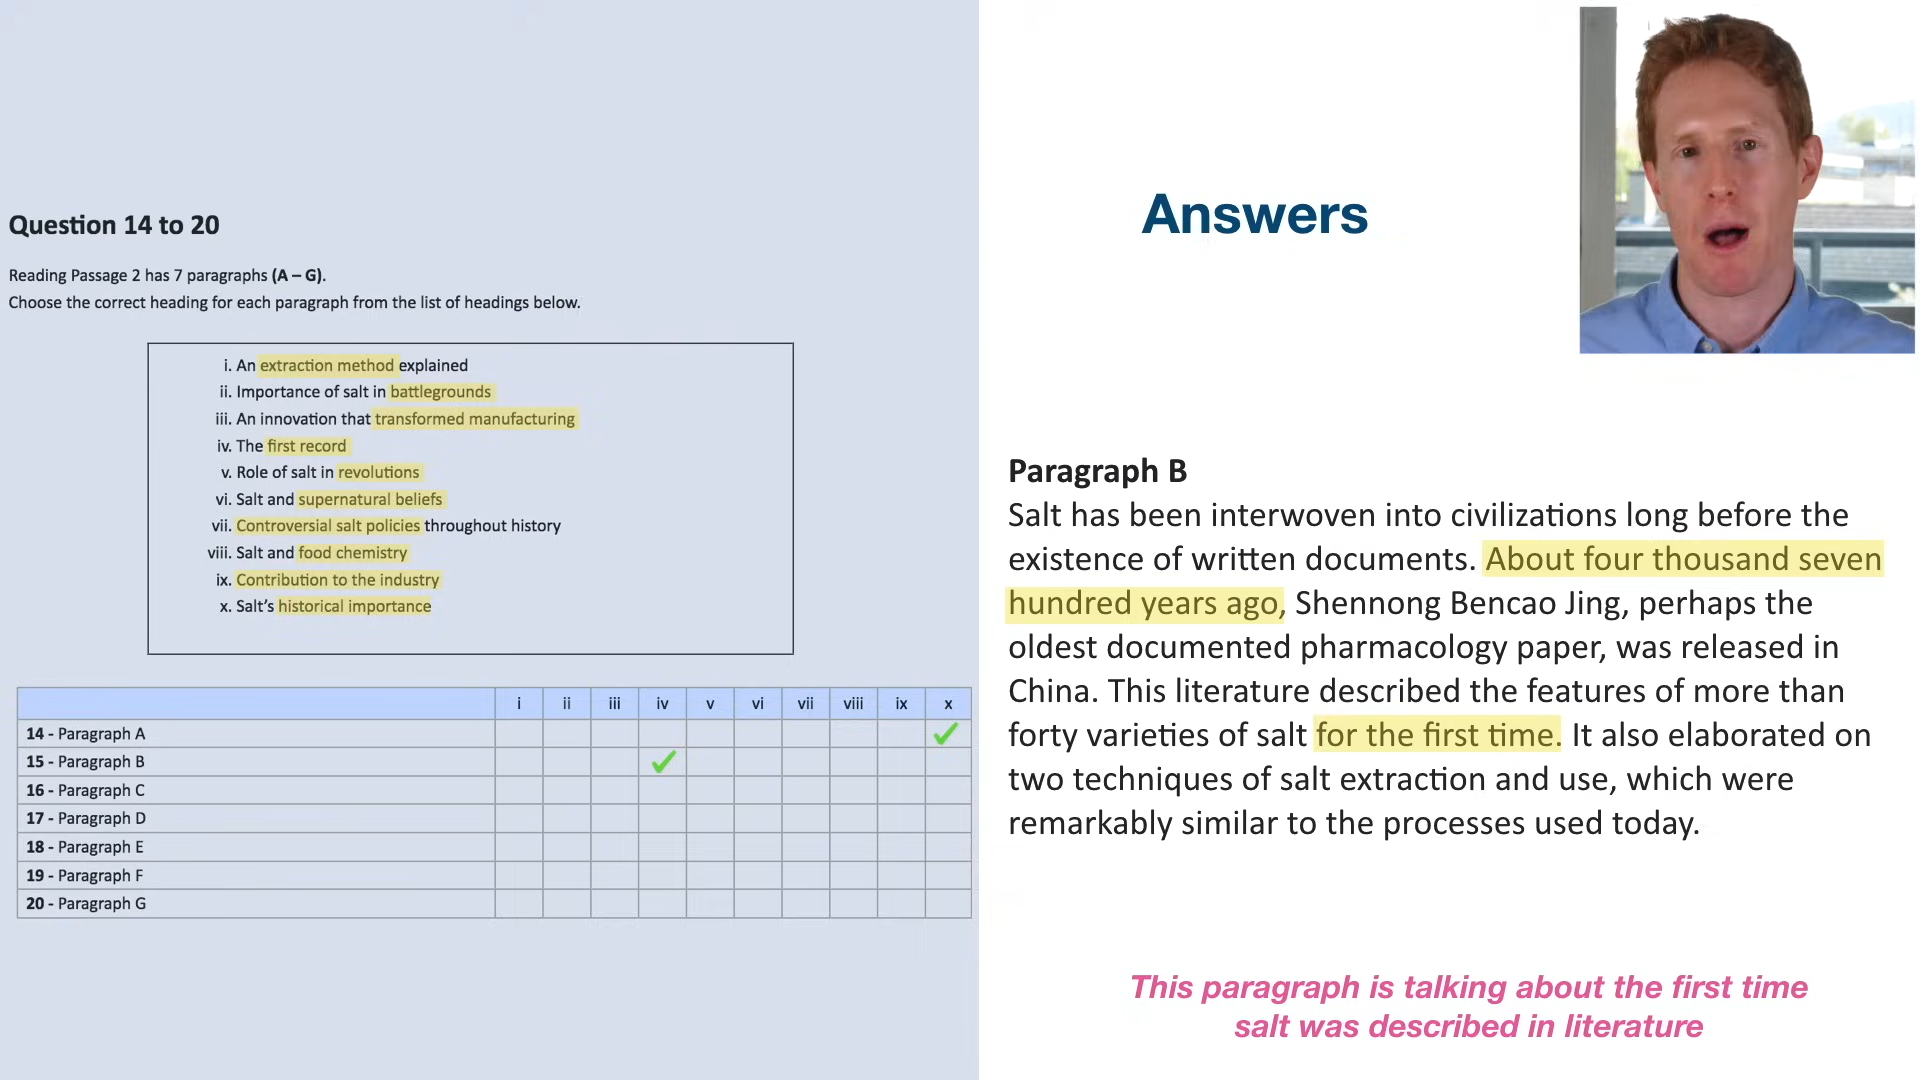 Question 14 to 20
Reading Passage 2 has 7 paragraphs (A – G).
Choose the correct heading for each paragraph from the list of headings below.
i. An extraction method explained
ii. Importance of salt in battlegrounds
iii. An innovation that transformed manufacturing
iv. The first record
v. Role of salt in revolutions
vi. Salt and supernatural beliefs
vii. Controversial salt policies throughout history
viii. Salt and food chemistry
ix. Contribution to the industry
x. Salt's historical importance
i ii iii iv v vi vii viii ix x
14 - Paragraph A
15 - Paragraph B
16 - Paragraph C
17 - Paragraph D
18 - Paragraph E
19 - Paragraph F
20 - Paragraph G
Answers
Paragraph B
Salt has been interwoven into civilizations long before the
existence of written documents. About four thousand seven
hundred years ago, Shennong Bencao Jing, perhaps the
oldest documented pharmacology paper, was released in
China. This literature described the features of more than
forty varieties of salt for the first time. It also elaborated on
two techniques of salt extraction and use, which were
remarkably similar to the processes used today.
This paragraph is talking about the first time
salt was described in literature